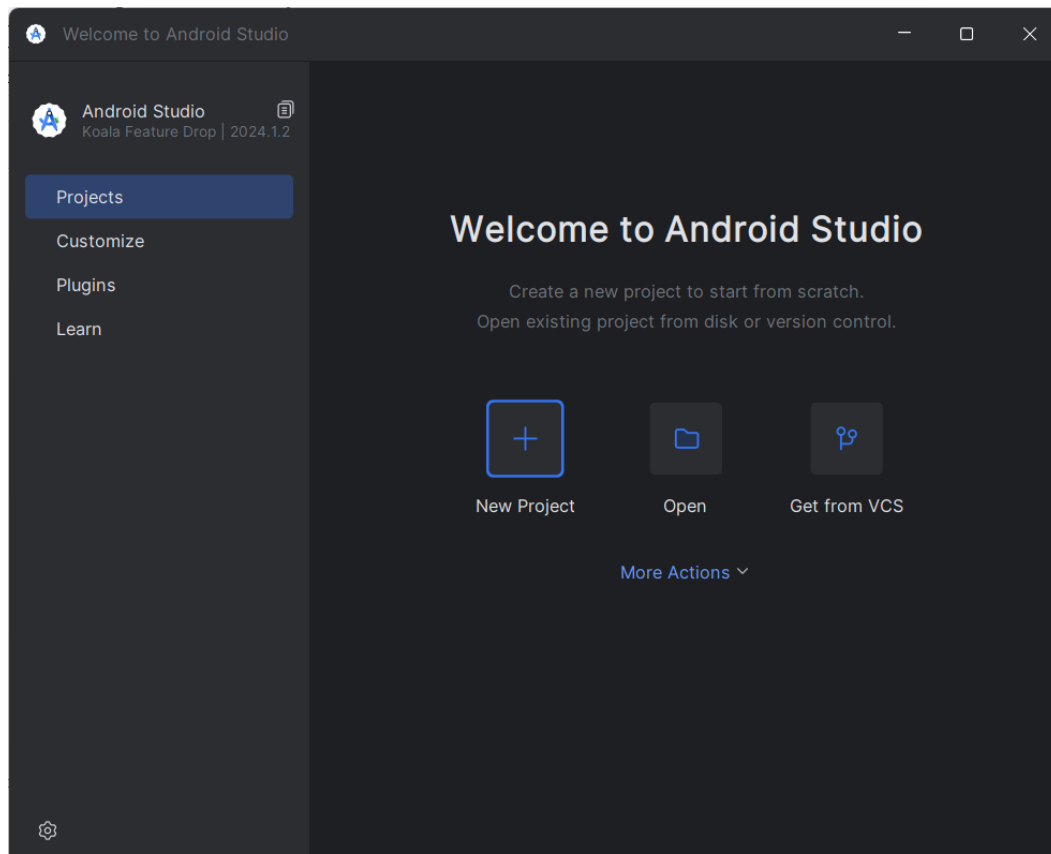 Welcome to Android Studio
Android Studio
Koala Feature Drop | 2024.1.2
Projects
Customize
Plugins
Learn
Welcome to Android Studio
Create a new project to start from scratch.
Open existing project from disk or version control.
New Project
Open
Get from VCS
More Actions